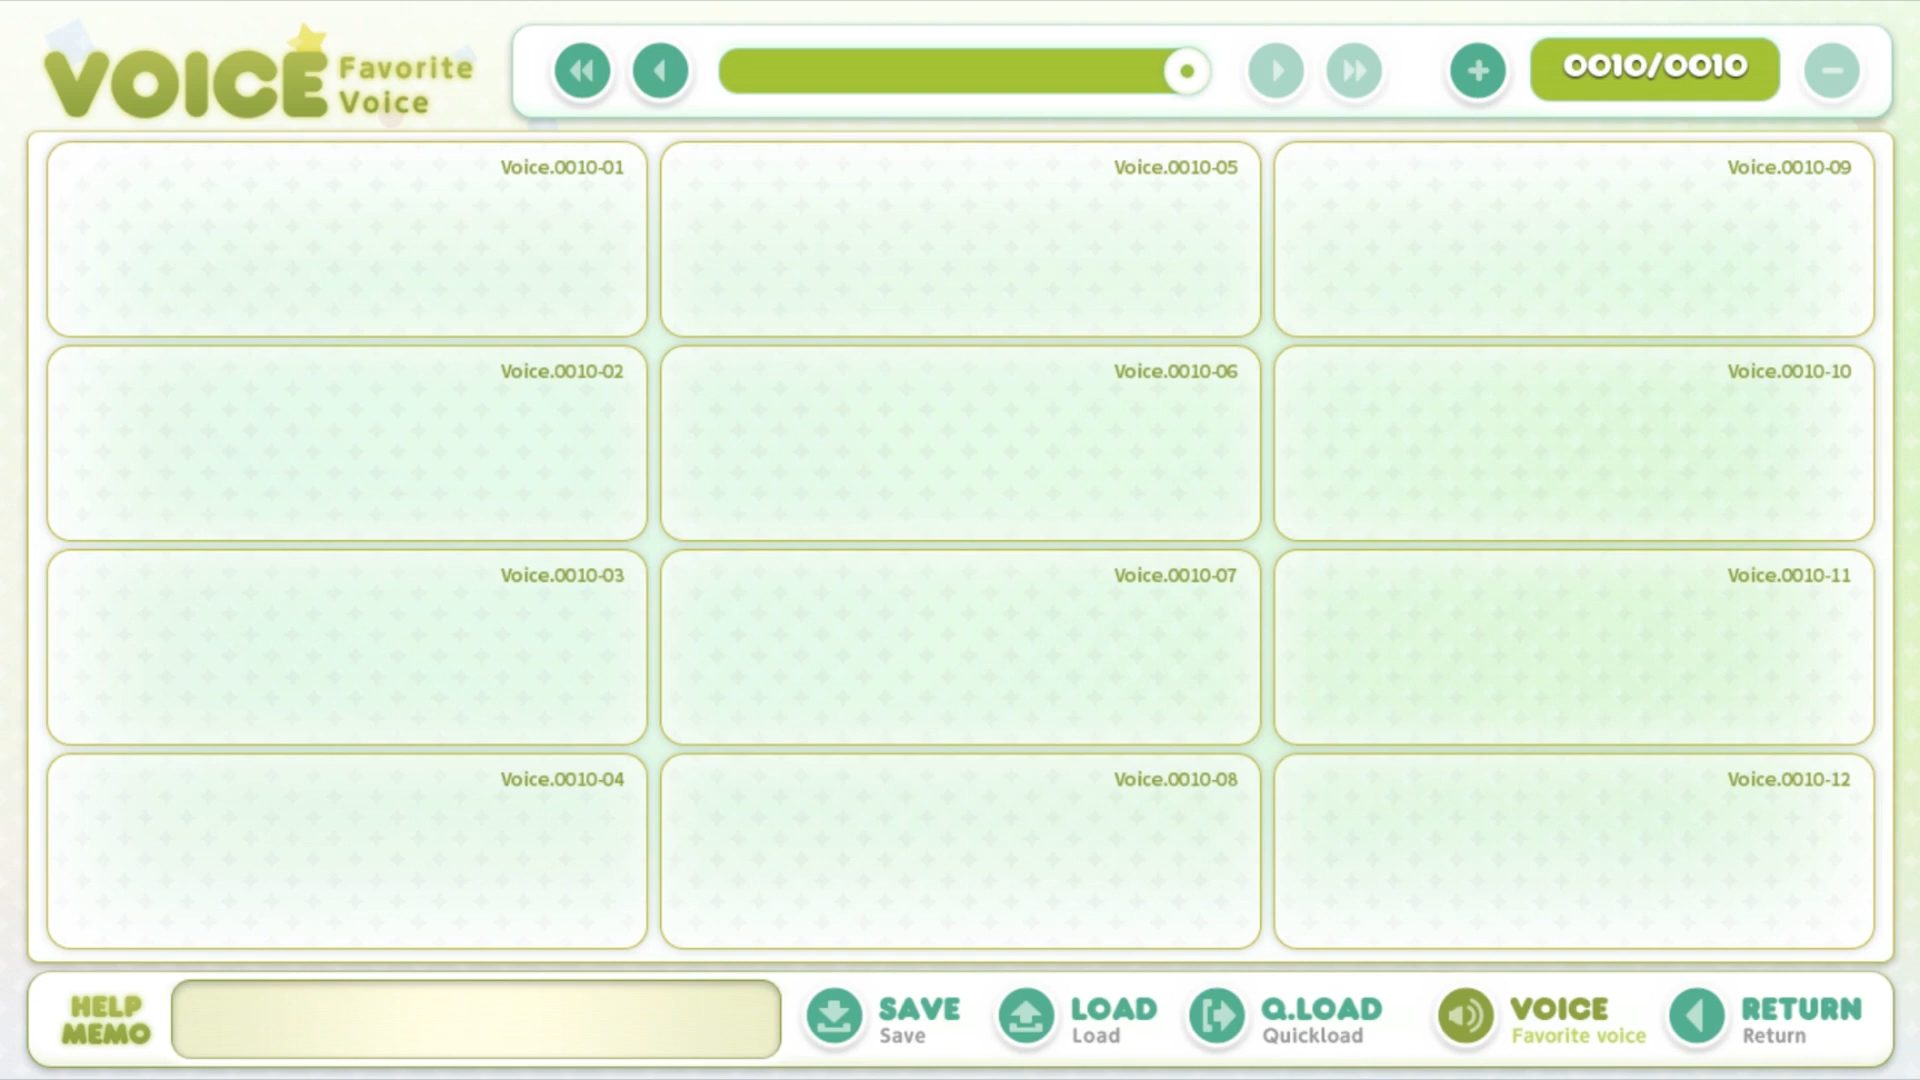 VOICE Favorite
Voice
0010/0010
Voice.0010-01
Voice.0010-05
Voice.0010-09
Voice.0010-02
Voice.0010-06
Voice.0010-10
Voice.0010-03
Voice.0010-07
Voice.0010-11
Voice.0010-04
Voice.0010-08
Voice.0010-12
HELP
MEMO
SAVE
Save
LOAD
Load
Q.LOAD
Quickload
VOICE
Favorite voice
RETURN
Return